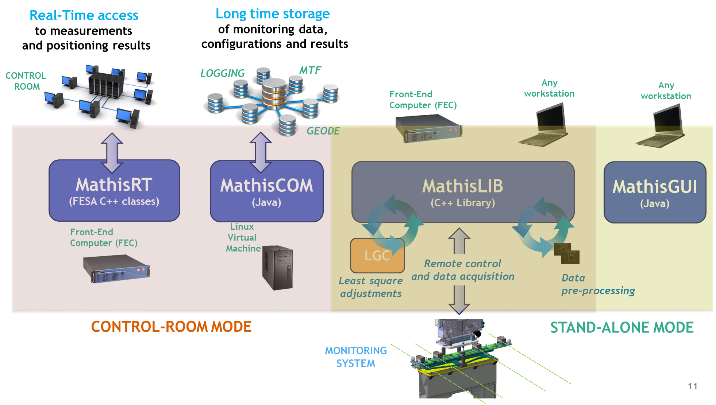 Real-Time access
to measurements
and positioning results
Long time storage
of monitoring data,
configurations and results
CONTROL
ROOM
LOGGING
MTF
GEODE
Front-End
Computer (FEC)
Any
workstation
Any
workstation
MathisRT
(FESA C++ classes)
MathisCOM
(Java)
MathisLIB
(C++ Library)
MathisGUI
(Java)
Front-End
Computer (FEC)
Linux
Virtual
Machine
LGC
Least square
adjustments
Remote control
and data acquisition
Data
pre-processing
CONTROL-ROOM MODE
STAND-ALONE MODE
MONITORING
SYSTEM
11